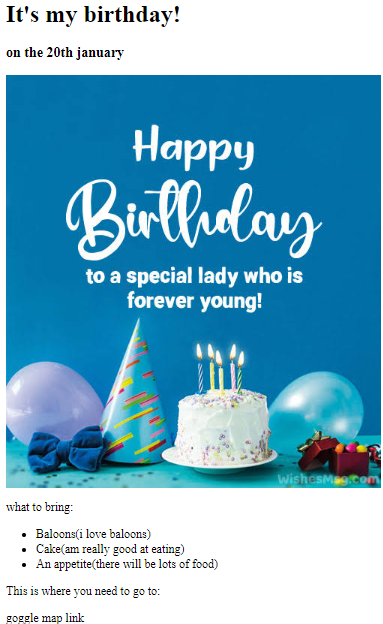 It's my birthday!
on the 20th january
Happy
Birthday
to a special lady who is
forever young!
WishesMsg.com
what to bring:
Baloons(i love baloons)
Cake(am really good at eating)
An appetite(there will be lots of food)
This is where you need to go to:
goggle map link